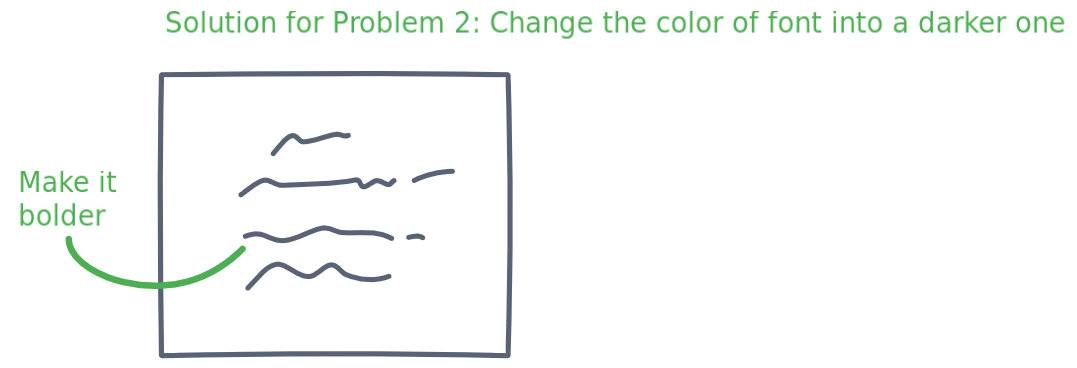 Solution for Problem 2: Change the color of font into a darker one
Make it
bolder